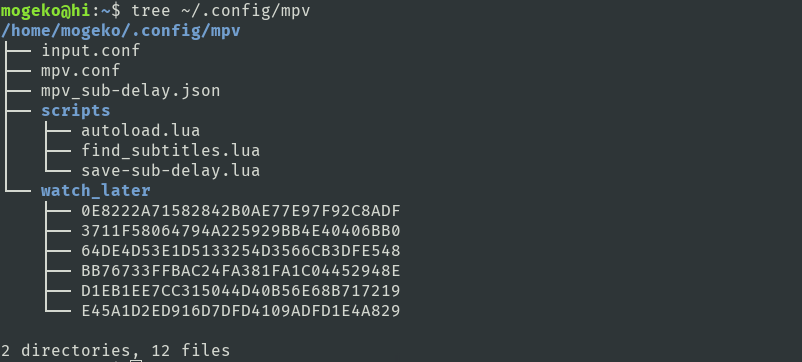 mogeko@hi:~$ tree ~/.config/mpv
/home/mogeko/.config/mpv
├── input.conf
├── mpv.conf
├── mpv_sub-delay.json
├── scripts
│   ├── autoload.lua
│   ├── find_subtitles.lua
│   └── save-sub-delay.lua
└── watch_later
    ├── 0E8222A71582842B0AE77E97F92C8ADF
    ├── 3711F58064794A225929BB4E40406BB0
    ├── 64DE4D53E1D5133254D3566CB3DFE548
    ├── BB76733FFBAC24FA381FA1C04452948E
    ├── D1EB1EE7CC315044D40B56E68B717219
    └── E45A1D2ED916D7DFD4109ADFD1E4A829

2 directories, 12 files